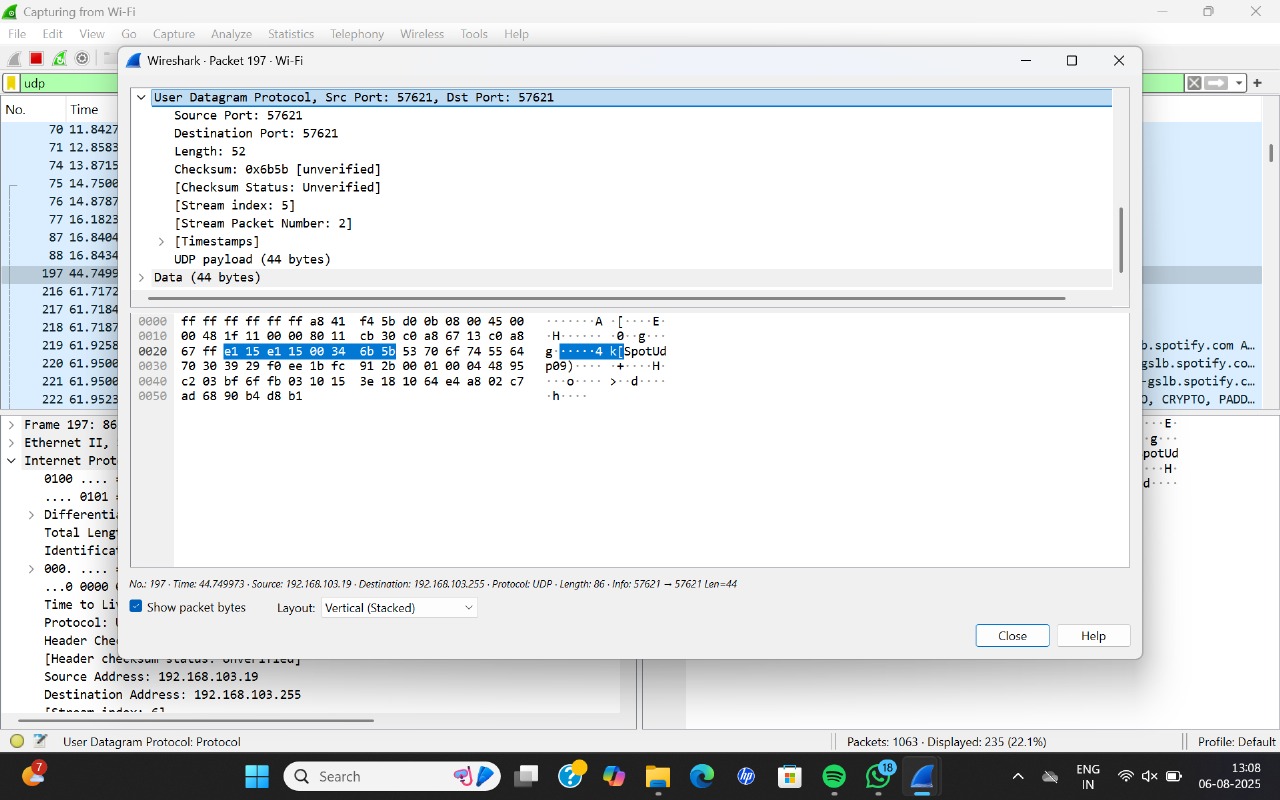 Capturing from Wi-Fi
File Edit View Go Capture Analyze Statistics Telephony Wireless Tools Help
Wireshark · Packet 197 · Wi-Fi
udp
No. Time
70 11.8427
71 12.8583
74 13.8715
75 14.7500
76 14.8787
77 16.1823
87 16.8404
88 16.8434
197 44.7499
216 61.7172
217 61.7184
218 61.7187
219 61.9258
220 61.9500
221 61.9500
222 61.9523
User Datagram Protocol, Src Port: 57621, Dst Port: 57621
Source Port: 57621
Destination Port: 57621
Length: 52
Checksum: 0x6b5b [unverified]
[Checksum Status: Unverified]
[Stream index: 5]
[Stream Packet Number: 2]
[Timestamps]
UDP payload (44 bytes)
Data (44 bytes)
0000 ff ff ff ff ff ff a8 41 f4 5b d0 0b 08 00 45 00 ·······A ·[····E·
0010 00 48 1f 11 00 00 80 11 cb 30 c0 a8 67 13 c0 a8 ·H······ ·0··g···
0020 67 ff e1 15 e1 15 00 34 6b 5b 53 70 6f 74 55 64 g······4 k[SpotUd
0030 70 30 39 29 f0 ee 1b fc 91 2b 00 01 00 04 48 95 p09)···· ·+····H·
0040 c2 03 bf 6f fb 03 10 15 3e 18 10 64 e4 a8 02 c7 ···o···· >··d····
0050 ad 68 90 b4 d8 b1 ·h····
b.spotify.com A...
gslb.spotify.co...
-gslb.spotify.c...
O, CRYPTO, PADD...
Frame 197: 86
Ethernet II,
Internet Prot
0100 .... =
.... 0101 =
Differentia
Total Leng
Identificat
000. .... =
...0 0000 0
Time to Liv
Protocol: U
Header Che
[Header checksum status: Unverified]
Source Address: 192.168.103.19
Destination Address: 192.168.103.255
[Stream index: 6]
···E·
·g···
potUd
···H·
d····
No.: 197 · Time: 44.749973 · Source: 192.168.103.19 · Destination: 192.168.103.255 · Protocol: UDP · Length: 86 · Info: 57621 → 57621 Len=44
Show packet bytes Layout: Vertical (Stacked)
Close Help
User Datagram Protocol: Protocol
Packets: 1063 · Displayed: 235 (22.1%)
Profile: Default
7
Search
hp
18
ENG
IN
13:08
06-08-2025